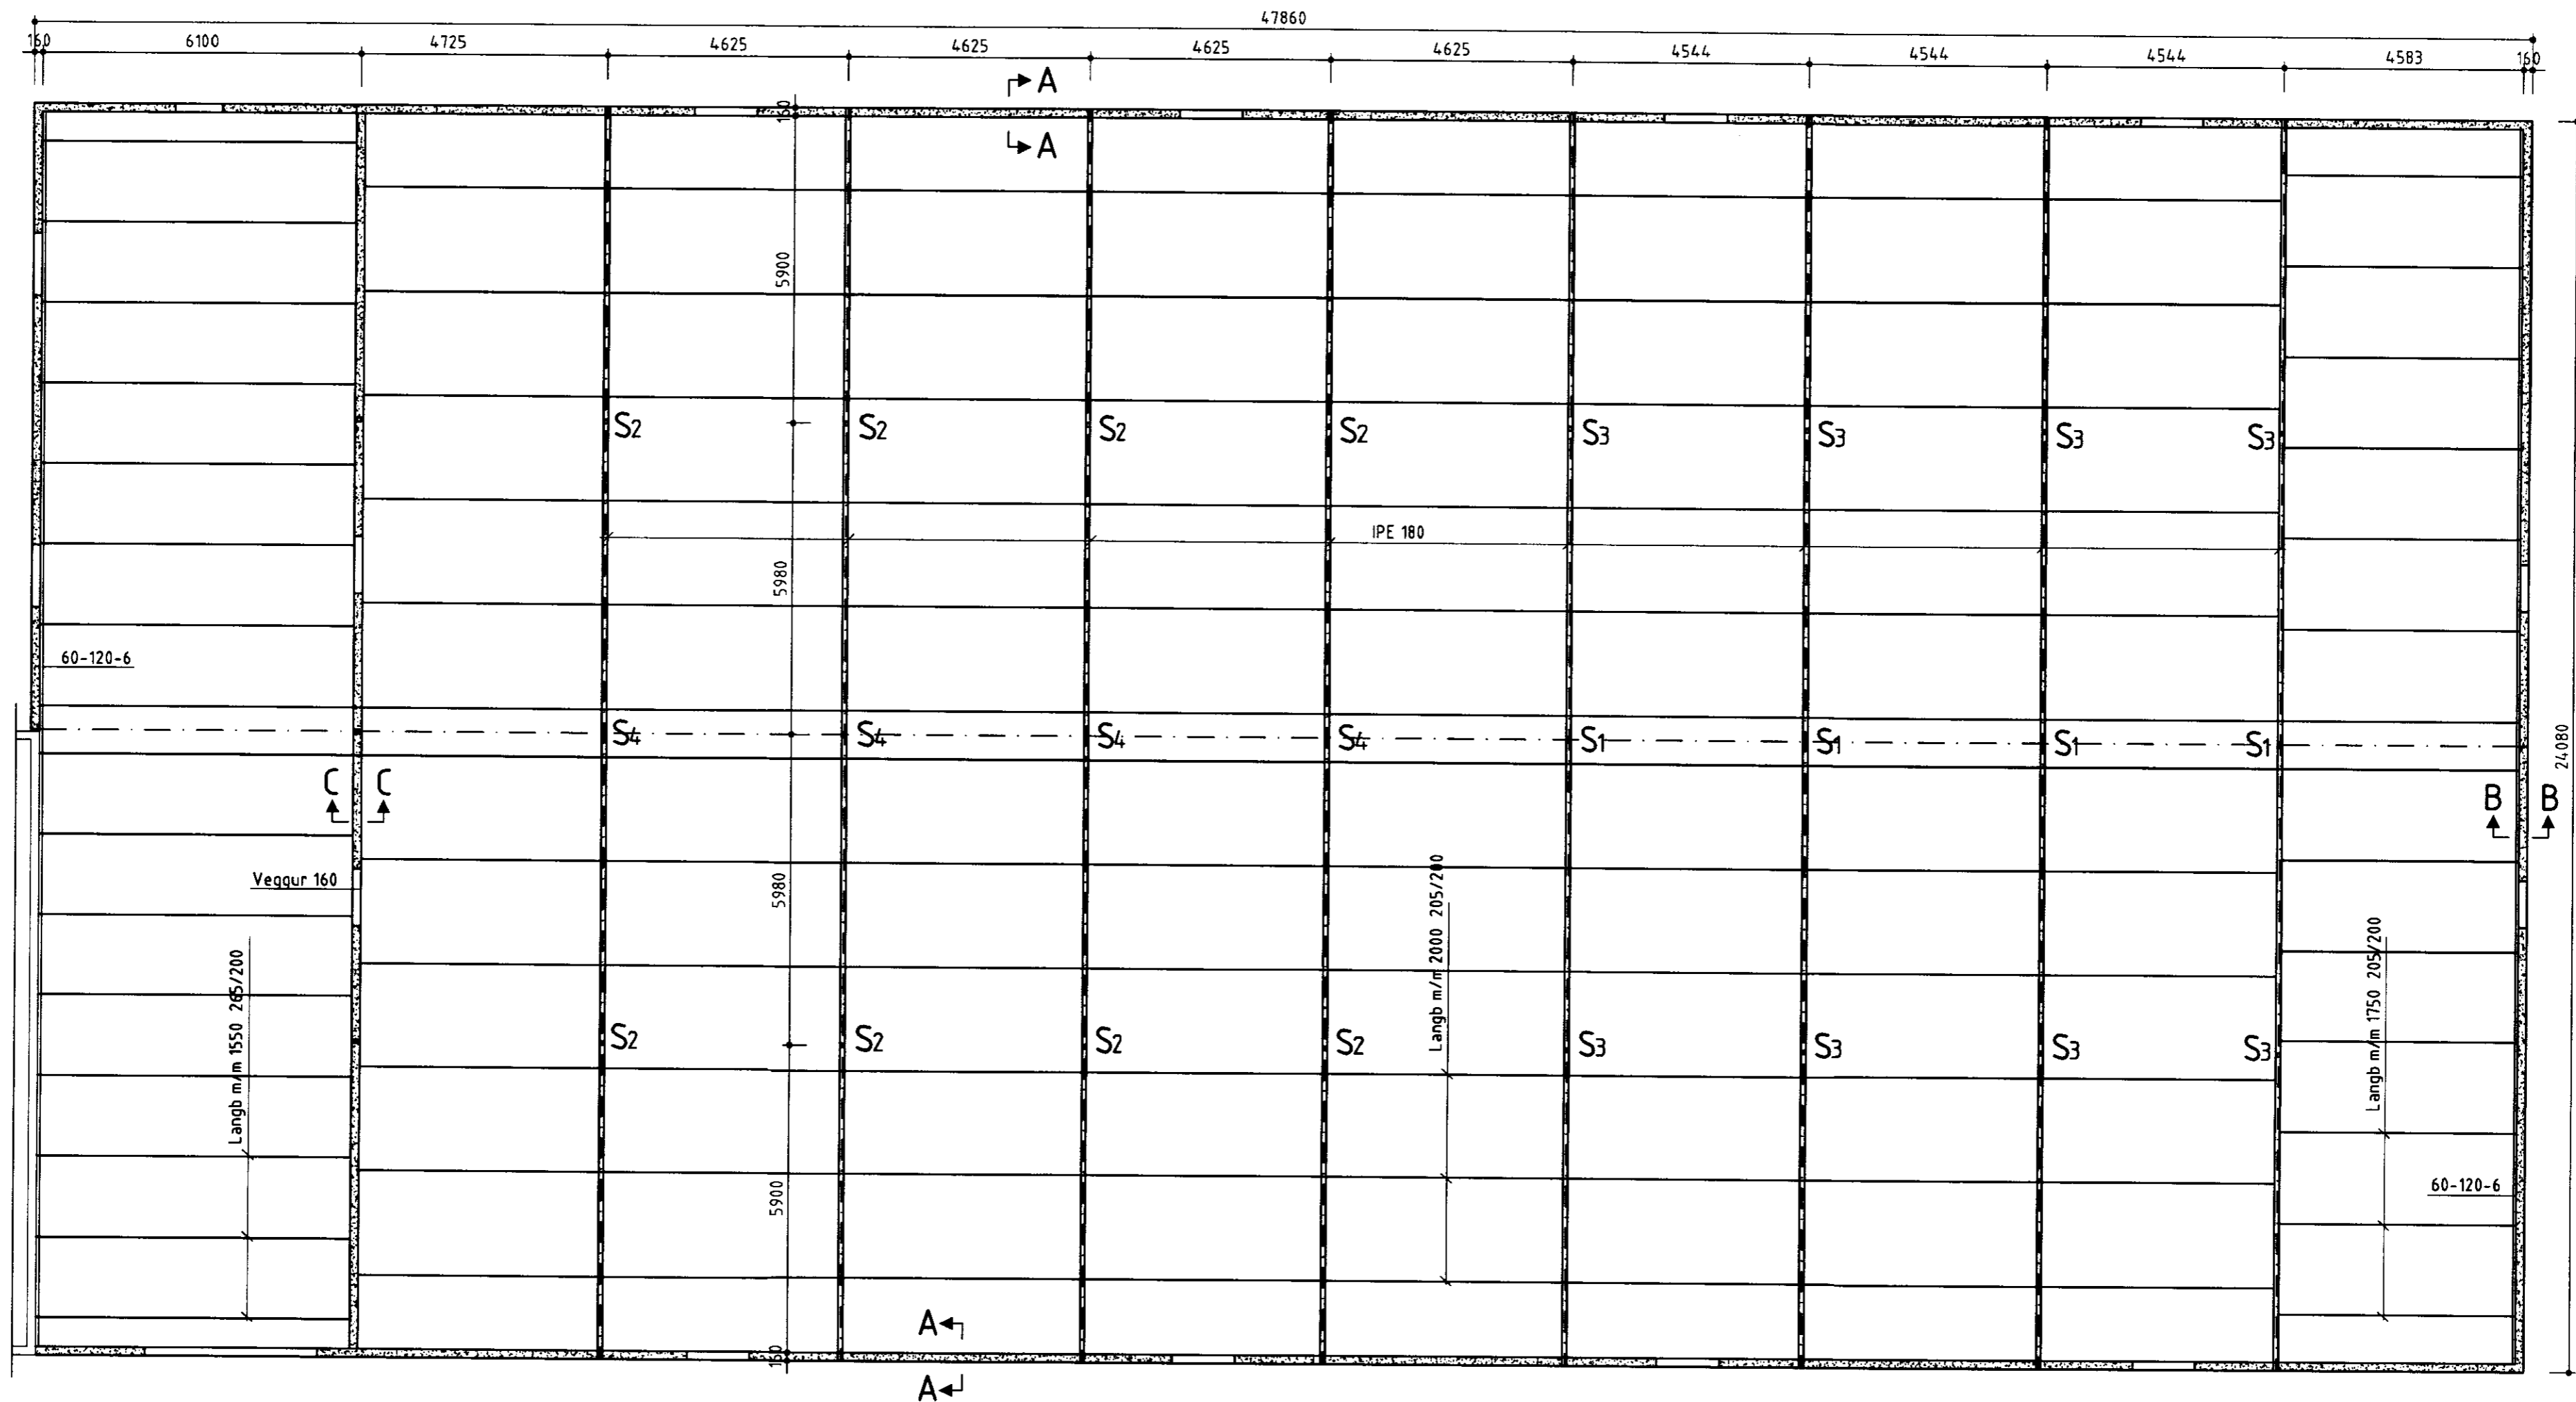 47860
160 6100 4725 4625 4625 4625 4625 4544 4544 4544 4583 160
A
160
A
5900
S2 S2 S2 S2 S3 S3 S3 S3
IPE 180
5980
60-120-6
S4 S4 S4 S4 S1 S1 S1 S1
24080
C C
B B
Veggur 160
5980
Langb m/m 1550 265/200
Langb m/m 2000 205/200
Langb m/m 1750 205/200
S2 S2 S2 S2 S3 S3 S3 S3
5900
60-120-6
A
160
A